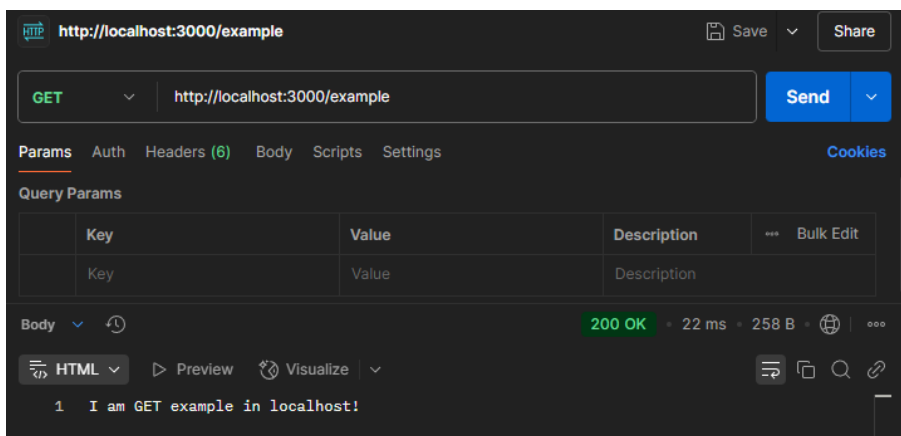 HTTP http://localhost:3000/example Save Share
GET http://localhost:3000/example Send
Params Auth Headers (6) Body Scripts Settings Cookies
Query Params
Key Value Description Bulk Edit
Key Value Description
Body 200 OK • 22 ms • 258 B •
HTML Preview Visualize
1 I am GET example in localhost!